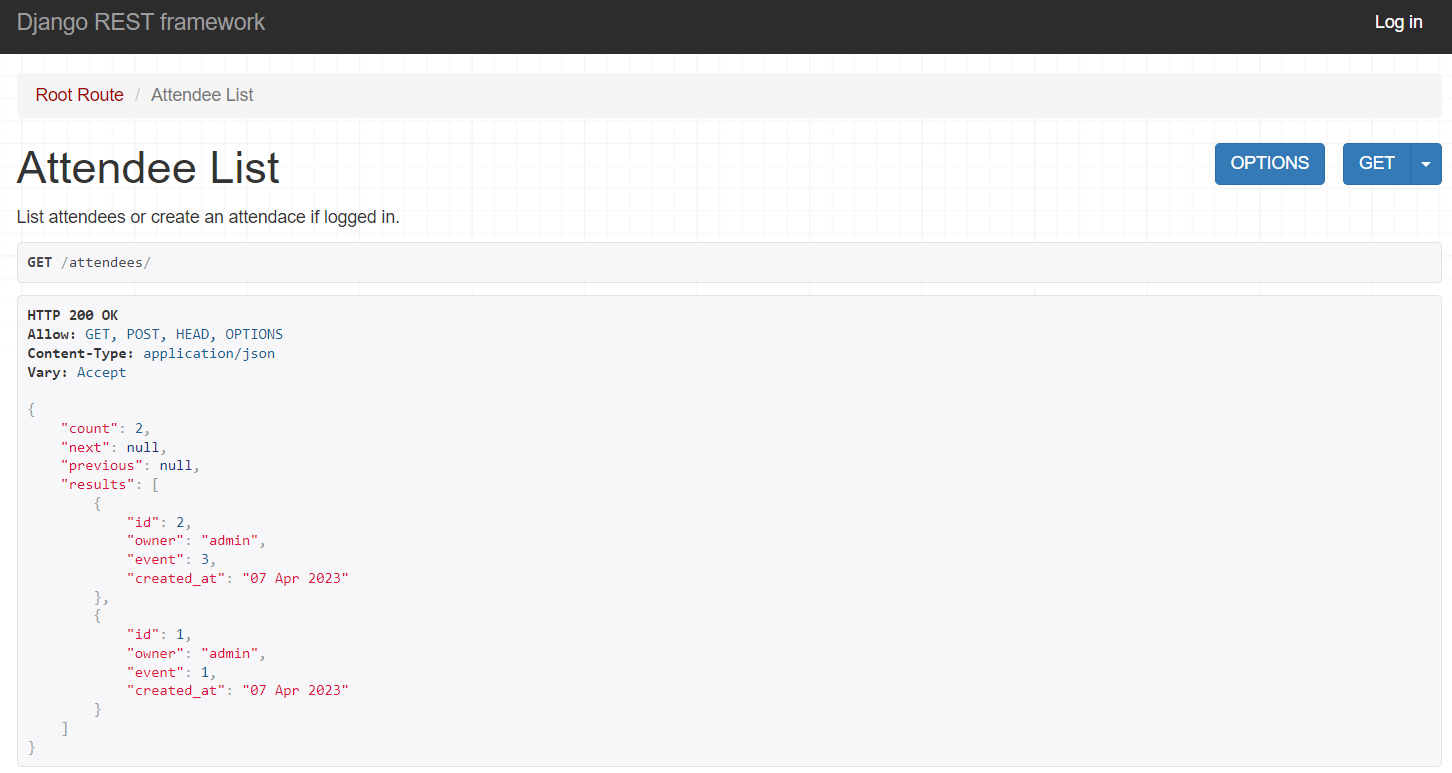 Django REST framework
Log in
Root Route / Attendee List
Attendee List
OPTIONS
GET
List attendees or create an attendace if logged in.
GET /attendees/
HTTP 200 OK
Allow: GET, POST, HEAD, OPTIONS
Content-Type: application/json
Vary: Accept
{
    "count": 2,
    "next": null,
    "previous": null,
    "results": [
        {
            "id": 2,
            "owner": "admin",
            "event": 3,
            "created_at": "07 Apr 2023"
        },
        {
            "id": 1,
            "owner": "admin",
            "event": 1,
            "created_at": "07 Apr 2023"
        }
    ]
}